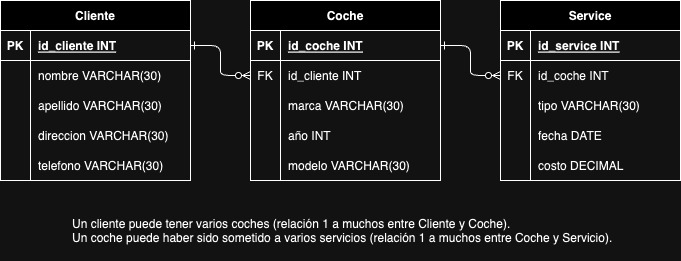 Cliente
PK id_cliente INT
nombre VARCHAR(30)
apellido VARCHAR(30)
direccion VARCHAR(30)
telefono VARCHAR(30)
Coche
PK id_coche INT
FK id_cliente INT
marca VARCHAR(30)
año INT
modelo VARCHAR(30)
Service
PK id_service INT
FK id_coche INT
tipo VARCHAR(30)
fecha DATE
costo DECIMAL
Un cliente puede tener varios coches (relación 1 a muchos entre Cliente y Coche).
Un coche puede haber sido sometido a varios servicios (relación 1 a muchos entre Coche y Servicio).